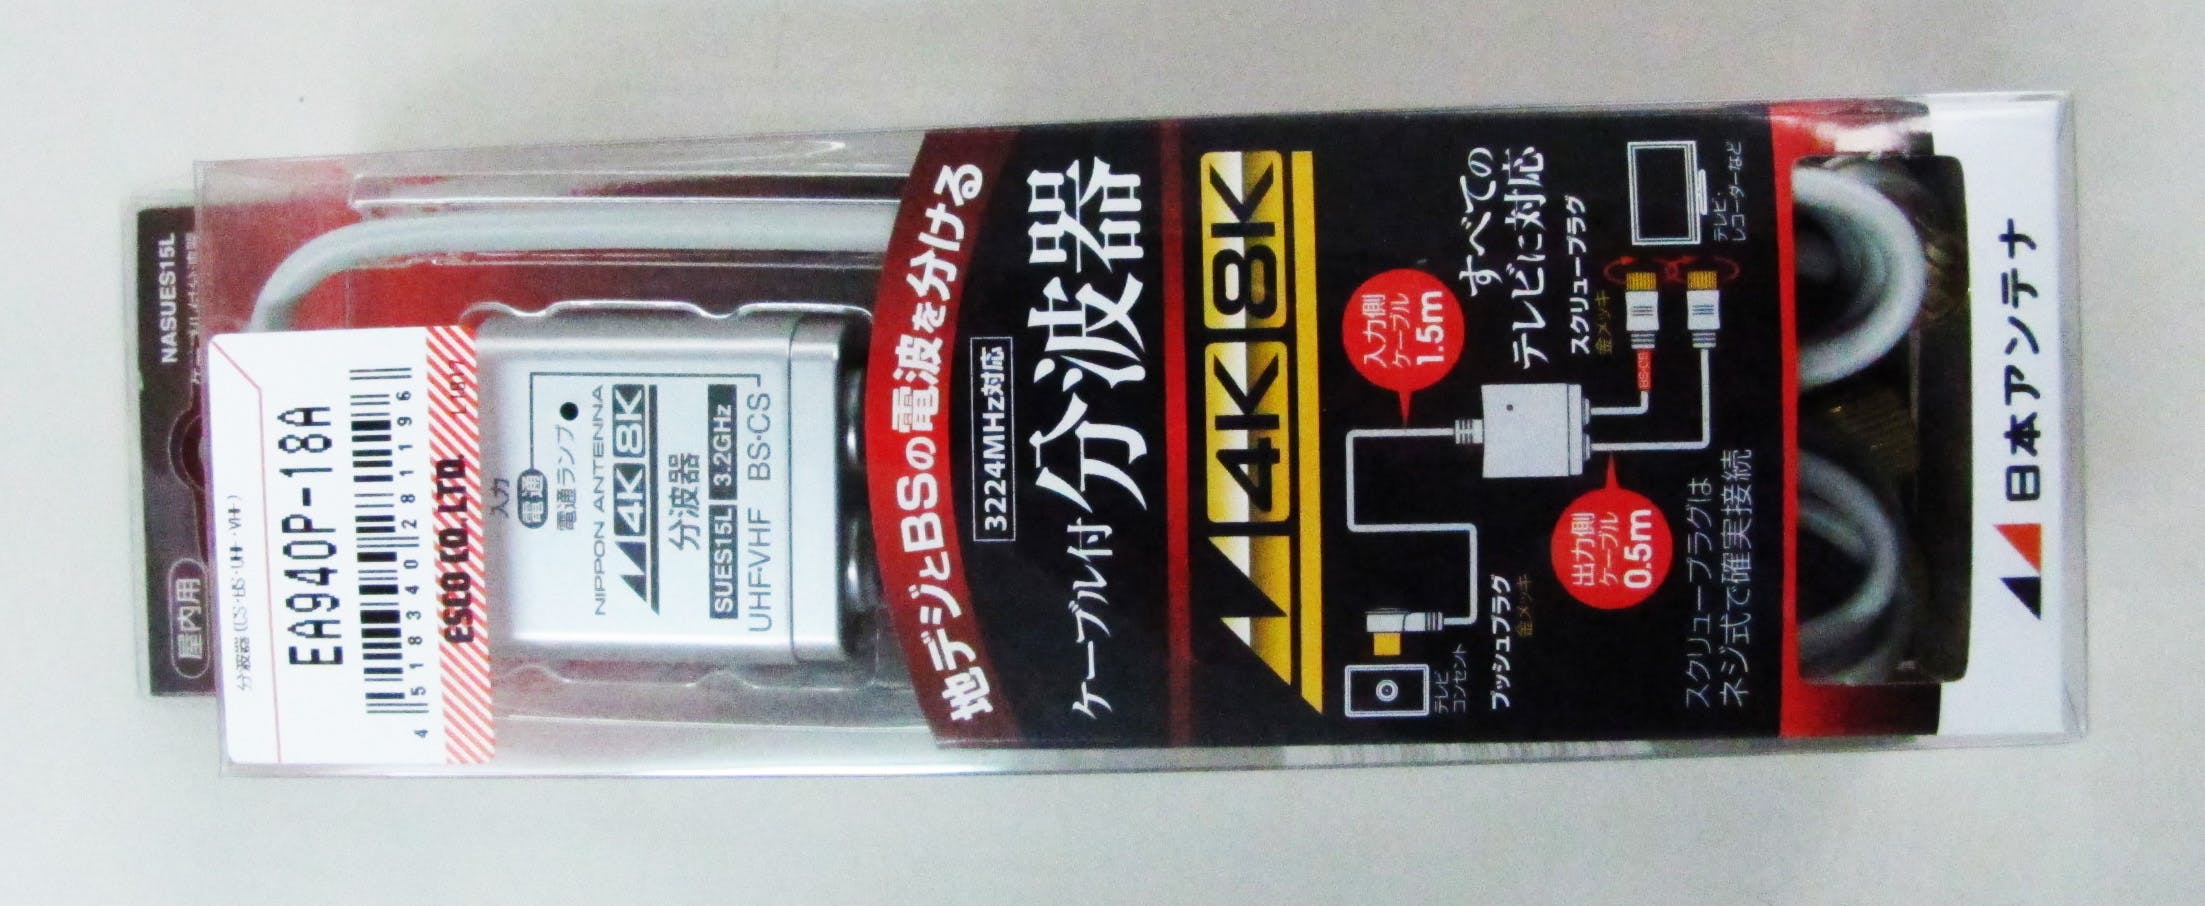 NASUES15L
屋内用
分波器(CS・BS・UHF・VHF)
EA940P-18A
4 518340 281196
ESCO CO.,LTD.
入力
電通
電通ランプ
NIPPON ANTENNA
4K 8K
分波器
SUES15L 3.2GHz
UHF・VHF BS・CS
地デジとBSの電波を分ける
3224MHz対応
ケーブル付分波器
4K 8K
すべての
テレビに対応
入力側
ケーブル
1.5m
スクリュープラグ
金メッキ
テレビ・
レコーダーなど
BS・CS
テレビ
コンセント
プッシュプラグ
金メッキ
出力側
ケーブル
0.5m
スクリュープラグは
ネジ式で確実接続
日本アンテナ